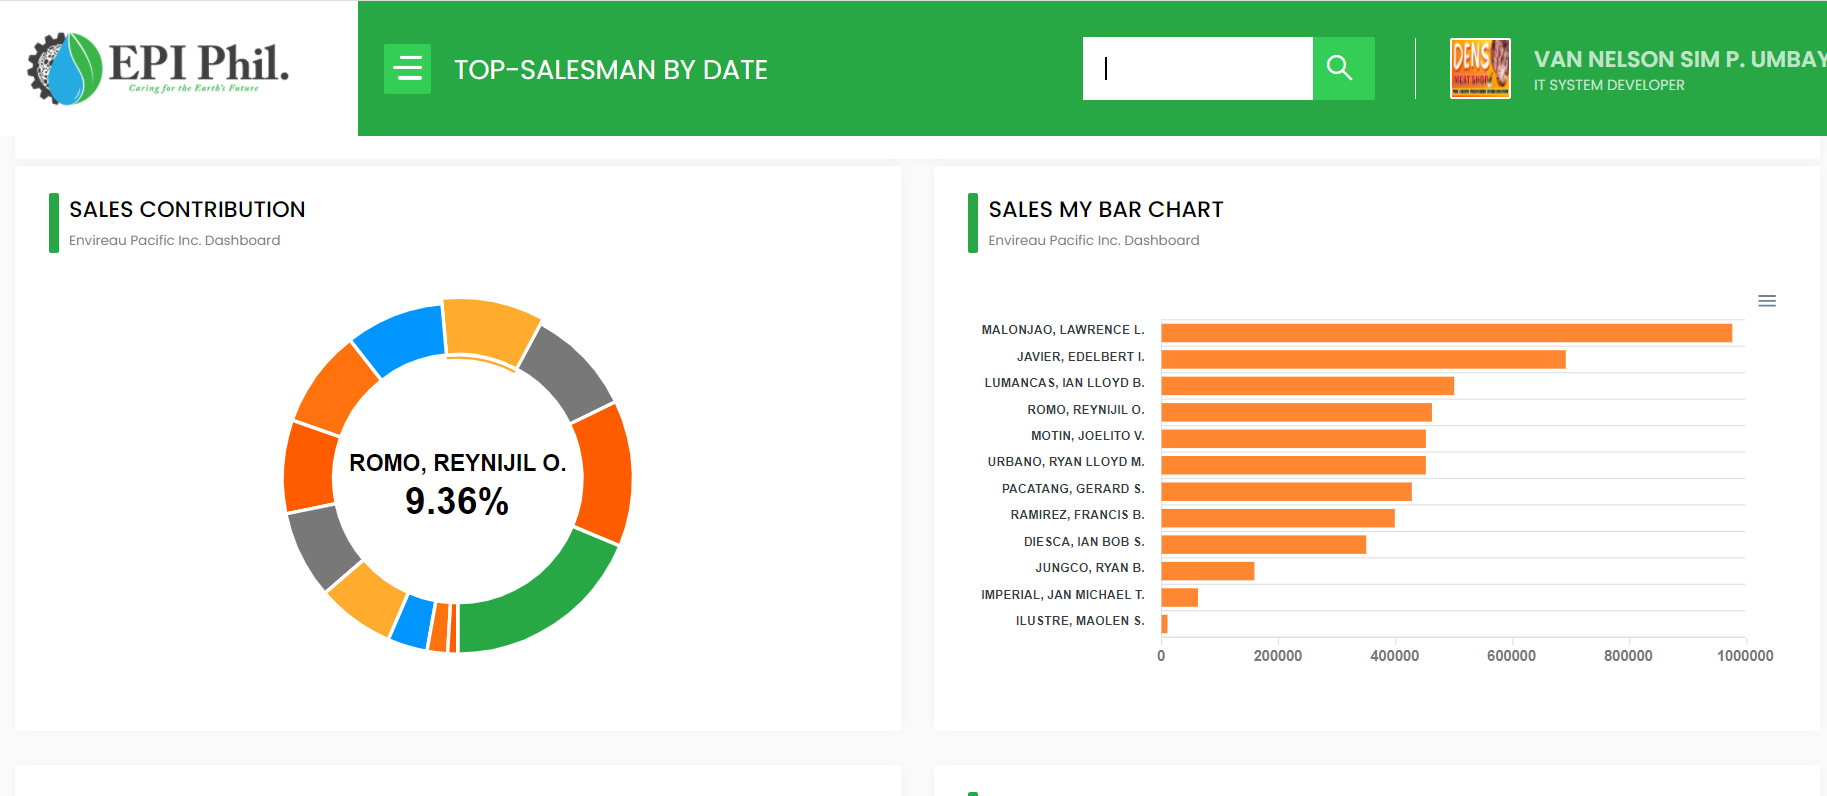 EPI Phil.
Caring for the Earth's Future
TOP-SALESMAN BY DATE
DENS
MEAT SHOP
VAN NELSON SIM P. UMBAY
IT SYSTEM DEVELOPER
SALES CONTRIBUTION
Envireau Pacific Inc. Dashboard
ROMO, REYNIJIL O.
9.36%
SALES MY BAR CHART
Envireau Pacific Inc. Dashboard
MALONJAO, LAWRENCE L.
JAVIER, EDELBERT I.
LUMANCAS, IAN LLOYD B.
ROMO, REYNIJIL O.
MOTIN, JOELITO V.
URBANO, RYAN LLOYD M.
PACATANG, GERARD S.
RAMIREZ, FRANCIS B.
DIESCA, IAN BOB S.
JUNGCO, RYAN B.
IMPERIAL, JAN MICHAEL T.
ILUSTRE, MAOLEN S.
0 200000 400000 600000 800000 1000000